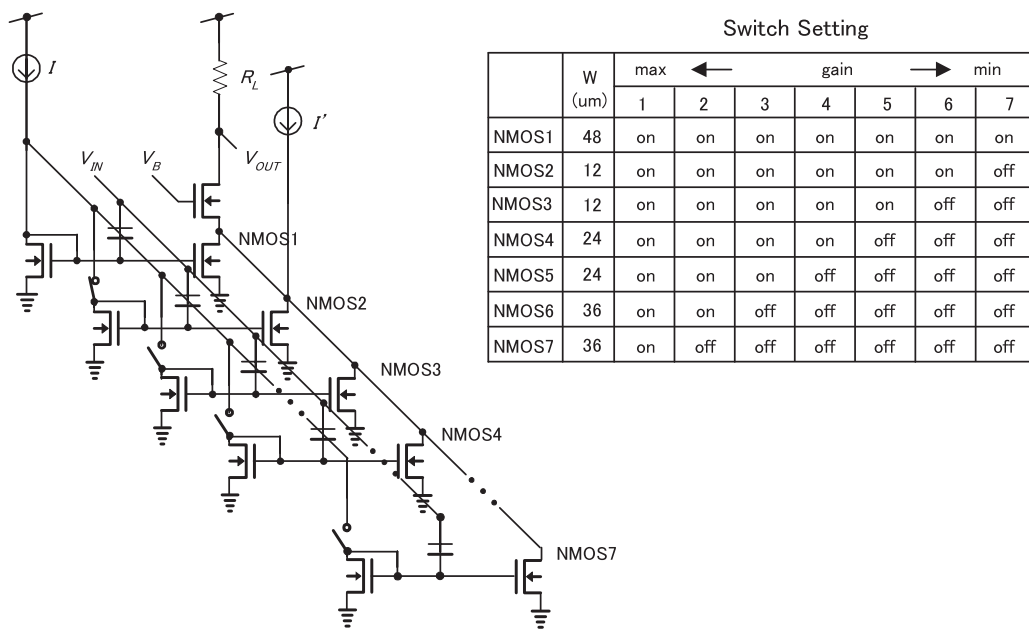 I
R_L
I'
V_IN
V_B
V_OUT
NMOS1
NMOS2
NMOS3
NMOS4
NMOS7
Switch Setting
W (um) max gain min
1 2 3 4 5 6 7
NMOS1 48 on on on on on on on
NMOS2 12 on on on on on on off
NMOS3 12 on on on on on off off
NMOS4 24 on on on on off off off
NMOS5 24 on on on off off off off
NMOS6 36 on on off off off off off
NMOS7 36 on off off off off off off